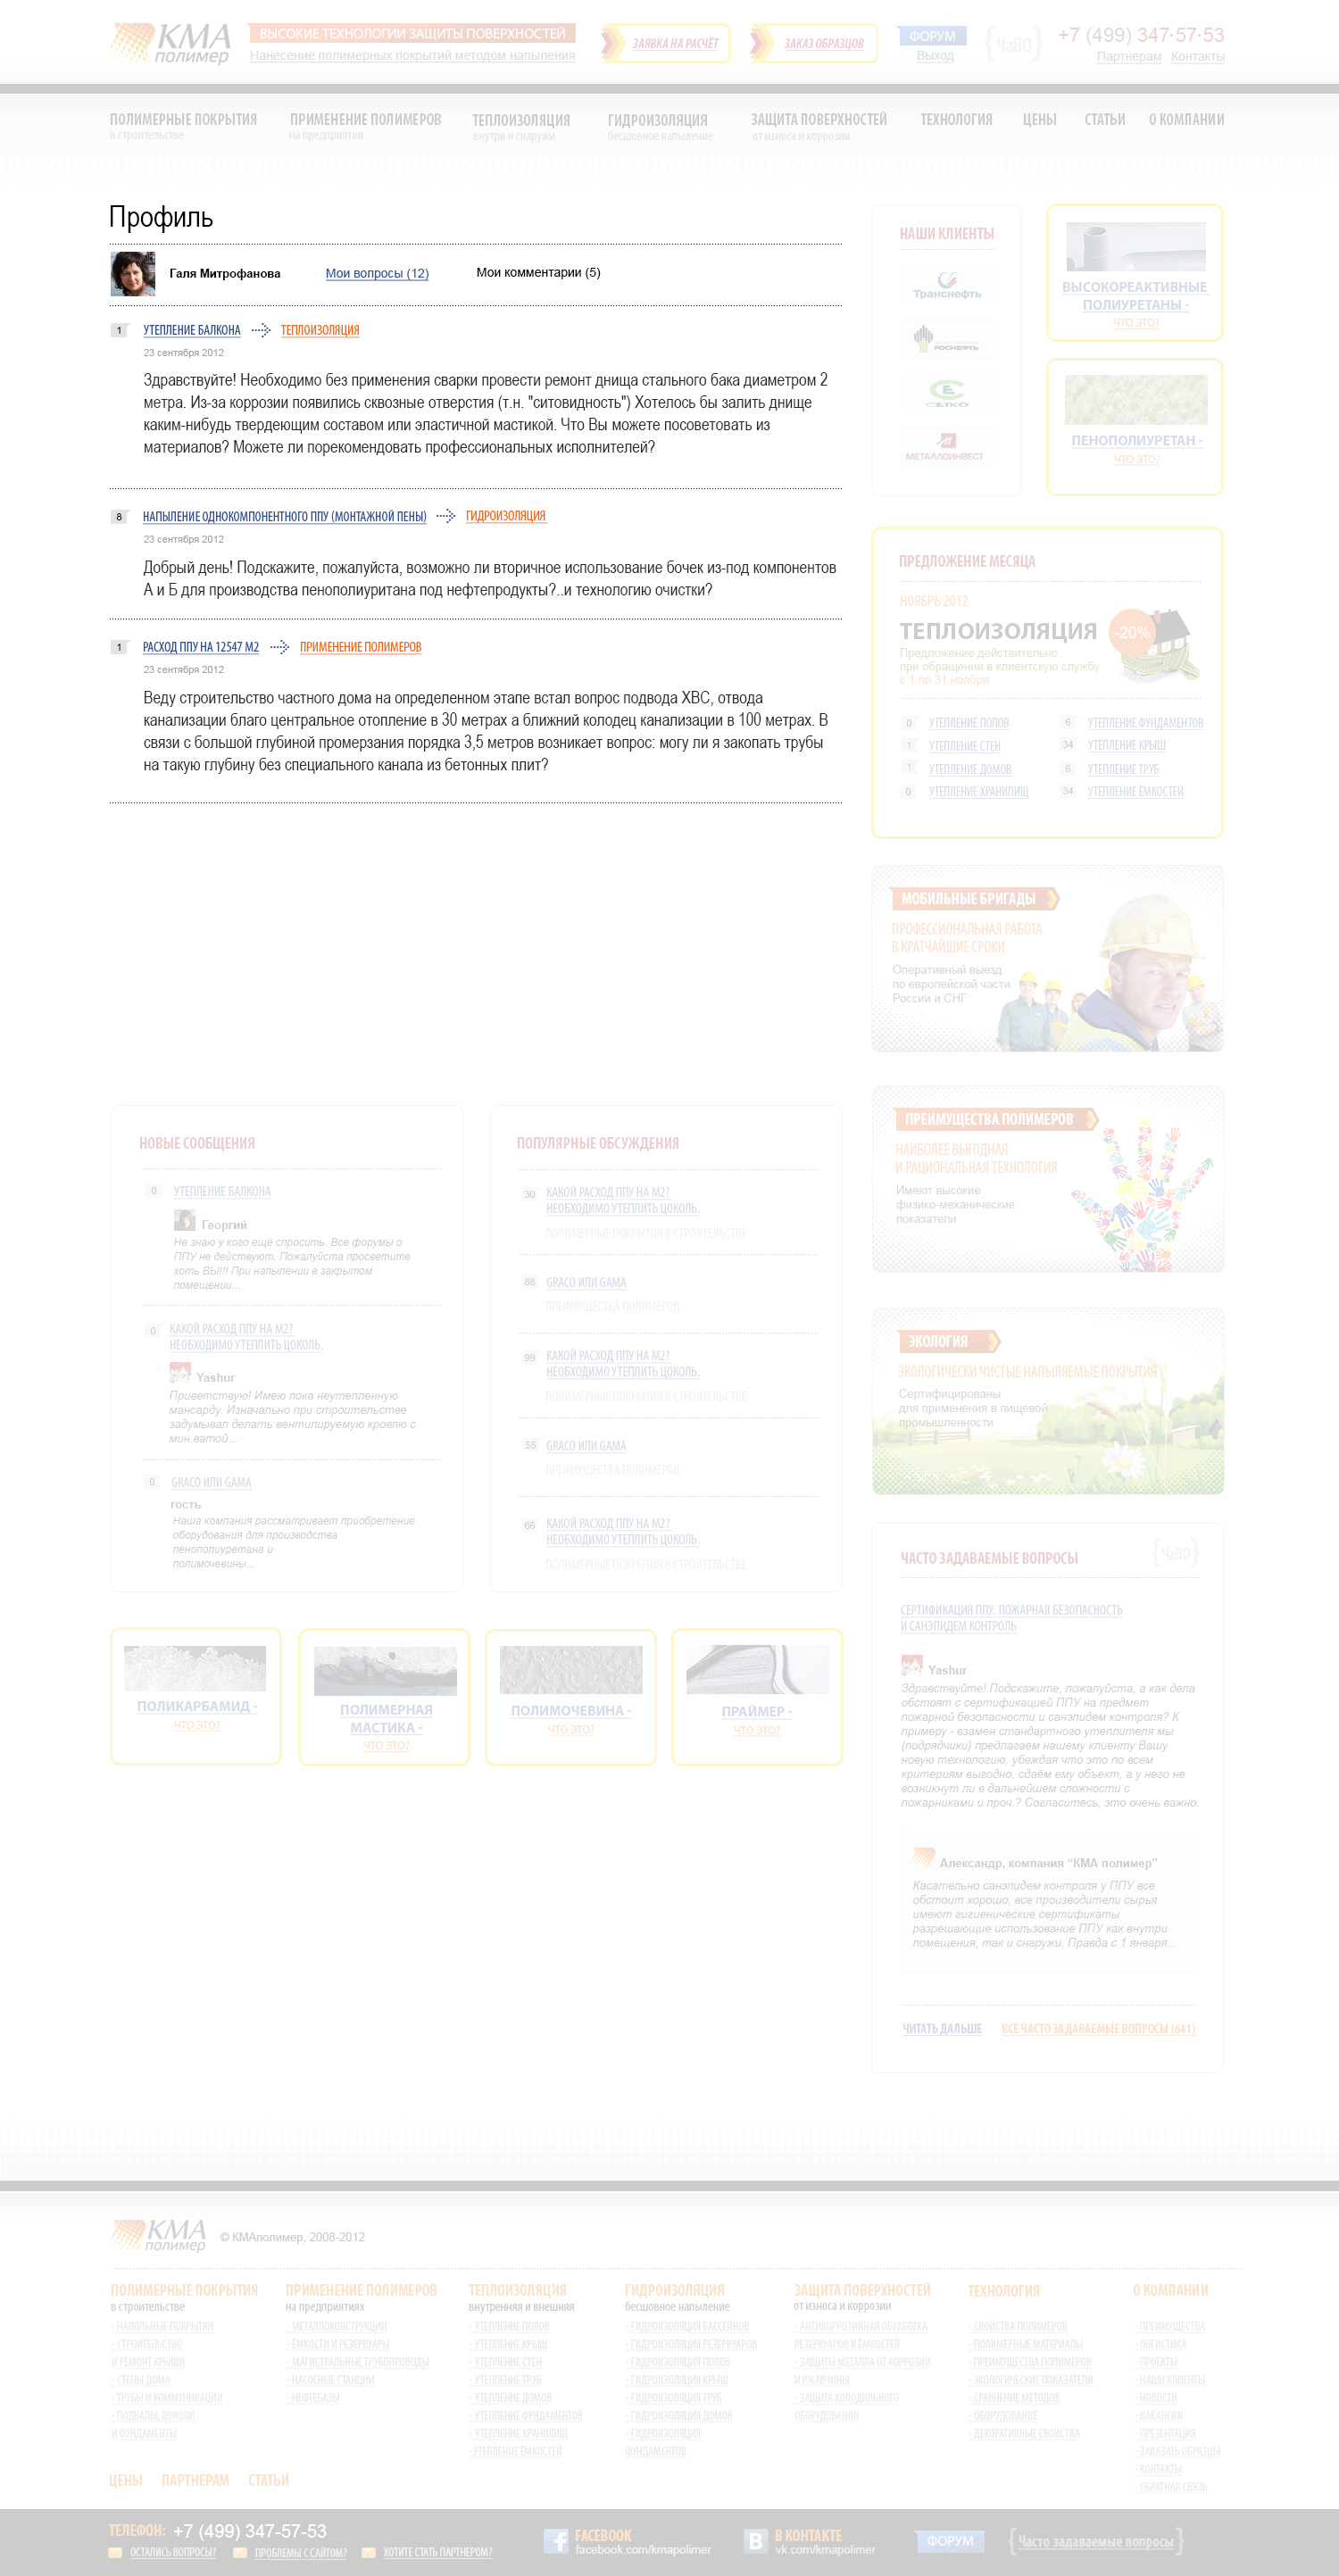 КМА
полимер
ВЫСОКИЕ ТЕХНОЛОГИИ ЗАЩИТЫ ПОВЕРХНОСТЕЙ
Нанесение полимерных покрытий методом напыления
ЗАЯВКА НА РАСЧЁТ
ЗАКАЗ ОБРАЗЦОВ
ФОРУМ
Выход
{ЧаВО}
+7 (499) 347·57·53
Партнерам Контакты
ПОЛИМЕРНЫЕ ПОКРЫТИЯ
в строительстве
ПРИМЕНЕНИЕ ПОЛИМЕРОВ
на предприятии
ТЕПЛОИЗОЛЯЦИЯ
внутри и снаружи
ГИДРОИЗОЛЯЦИЯ
бесшовное напыление
ЗАЩИТА ПОВЕРХНОСТЕЙ
от износа и коррозии
ТЕХНОЛОГИЯ
ЦЕНЫ
СТАТЬИ
О КОМПАНИИ
Профиль
Галя Митрофанова Мои вопросы (12) Мои комментарии (5)
1 УТЕПЛЕНИЕ БАЛКОНА ТЕПЛОИЗОЛЯЦИЯ
23 сентября 2012
Здравствуйте! Необходимо без применения сварки провести ремонт днища стального бака диаметром 2
метра. Из-за коррозии появились сквозные отверстия (т.н. "ситовидность") Хотелось бы залить днище
каким-нибудь твердеющим составом или эластичной мастикой. Что Вы можете посоветовать из
материалов? Можете ли порекомендовать профессиональных исполнителей?
8 НАПЫЛЕНИЕ ОДНОКОМПОНЕНТНОГО ППУ (МОНТАЖНОЙ ПЕНЫ) ГИДРОИЗОЛЯЦИЯ
23 сентября 2012
Добрый день! Подскажите, пожалуйста, возможно ли вторичное использование бочек из-под компонентов
А и Б для производства пенополиуритана под нефтепродукты?..и технологию очистки?
1 РАСХОД ППУ НА 12547 М2 ПРИМЕНЕНИЕ ПОЛИМЕРОВ
23 сентября 2012
Веду строительство частного дома на определенном этапе встал вопрос подвода ХВС, отвода
канализации благо центральное отопление в 30 метрах а ближний колодец канализации в 100 метрах. В
связи с большой глубиной промерзания порядка 3,5 метров возникает вопрос: могу ли я закопать трубы
на такую глубину без специального канала из бетонных плит?
НАШИ КЛИЕНТЫ
Транснефть
РОСНЕФТЬ
СЕТКО
МЕТАЛЛОИНВЕСТ
ВЫСОКОРЕАКТИВНЫЕ
ПОЛИУРЕТАНЫ -
ЧТО ЭТО?
ПЕНОПОЛИУРЕТАН -
ЧТО ЭТО?
ПРЕДЛОЖЕНИЕ МЕСЯЦА
НОЯБРЬ 2012
ТЕПЛОИЗОЛЯЦИЯ
-20%
Предложение действительно
при обращении в клиентскую службу
с 1 по 31 ноября
0 УТЕПЛЕНИЕ ПОЛОВ 6 УТЕПЛЕНИЕ ФУНДАМЕНТОВ
1 УТЕПЛЕНИЕ СТЕН 34 УТЕПЛЕНИЕ КРЫШ
1 УТЕПЛЕНИЕ ДОМОВ 6 УТЕПЛЕНИЕ ТРУБ
0 УТЕПЛЕНИЕ ХРАНИЛИЩ 34 УТЕПЛЕНИЕ ЁМКОСТЕЙ
МОБИЛЬНЫЕ БРИГАДЫ
ПРОФЕССИОНАЛЬНАЯ РАБОТА
В КРАТЧАЙШИЕ СРОКИ
Оперативный выезд
по европейской части
России и СНГ
ПРЕИМУЩЕСТВА ПОЛИМЕРОВ
НАИБОЛЕЕ ВЫГОДНАЯ
И РАЦИОНАЛЬНАЯ ТЕХНОЛОГИЯ
Имеют высокие
физико-механические
показатели
ЭКОЛОГИЯ
ЭКОЛОГИЧЕСКИ ЧИСТЫЕ НАПЫЛЯЕМЫЕ ПОКРЫТИЯ
Сертифицированы
для применения в пищевой
промышленности
НОВЫЕ СООБЩЕНИЯ
0 УТЕПЛЕНИЕ БАЛКОНА
Георгий
Не знаю у кого ещё спросить. Все форумы о
ППУ не действуют. Пожалуйста просветите
хоть ВЫ!!! При напылении в закрытом
помещении...
0 КАКОЙ РАСХОД ППУ НА М2?
НЕОБХОДИМО УТЕПЛИТЬ ЦОКОЛЬ.
Yashur
Приветствую! Имею пока неутепленную
мансарду. Изначально при строительстве
задумывал делать вентилируемую кровлю с
мин.ватой...
0 GRACO ИЛИ GAMA
гость
Наша компания рассматривает приобретение
оборудования для производства
пенополиуретана и
полимочевины...
ПОПУЛЯРНЫЕ ОБСУЖДЕНИЯ
30 КАКОЙ РАСХОД ППУ НА М2?
НЕОБХОДИМО УТЕПЛИТЬ ЦОКОЛЬ.
ПОЛИМЕРНЫЕ ПОКРЫТИЯ В СТРОИТЕЛЬСТВЕ
88 GRACO ИЛИ GAMA
ПРЕИМУЩЕСТВА ПОЛИМЕРОВ
99 КАКОЙ РАСХОД ППУ НА М2?
НЕОБХОДИМО УТЕПЛИТЬ ЦОКОЛЬ.
ПОЛИМЕРНЫЕ ПОКРЫТИЯ В СТРОИТЕЛЬСТВЕ
55 GRACO ИЛИ GAMA
ПРЕИМУЩЕСТВА ПОЛИМЕРОВ
66 КАКОЙ РАСХОД ППУ НА М2?
НЕОБХОДИМО УТЕПЛИТЬ ЦОКОЛЬ.
ПОЛИМЕРНЫЕ ПОКРЫТИЯ В СТРОИТЕЛЬСТВЕ
ПОЛИКАРБАМИД -
ЧТО ЭТО?
ПОЛИМЕРНАЯ
МАСТИКА -
ЧТО ЭТО?
ПОЛИМОЧЕВИНА -
ЧТО ЭТО?
ПРАЙМЕР -
ЧТО ЭТО?
ЧАСТО ЗАДАВАЕМЫЕ ВОПРОСЫ
{ЧаВО}
СЕРТИФИКАЦИЯ ППУ: ПОЖАРНАЯ БЕЗОПАСНОСТЬ
И САНЭПИДЕМ КОНТРОЛЬ
Yashur
Здравствуйте! Подскажите, пожалуйста, а как дела
обстоят с сертификацией ППУ на предмет
пожарной безопасности и санэпидем контроля? К
примеру - взамен стандартного утеплителя мы
(подрядчики) предлагаем нашему клиенту Вашу
новую технологию, убеждая что это по всем
критериям выгодно, сдаём ему объект, а у него не
возникнут ли в дальнейшем сложности с
пожарниками и проч.? Согласитесь, это очень важно.
Александр, компания “КМА полимер”
Касательно санэпидем контроля у ППУ все
обстоит хорошо, все производители сырья
имеют гигиенические сертификаты
разрешающие использование ППУ как внутри
помещения, так и снаружи. Правда с 1 января...
ЧИТАТЬ ДАЛЬШЕ ВСЕ ЧАСТО ЗАДАВАЕМЫЕ ВОПРОСЫ (641)
КМА
полимер
© КМАполимер, 2008-2012
ПОЛИМЕРНЫЕ ПОКРЫТИЯ
в строительстве
- НАПОЛЬНЫЕ ПОКРЫТИЯ
- СТРОИТЕЛЬСТВО
И РЕМОНТ КРЫШИ
- СТЕНЫ ДОМА
- ТРУБЫ И КОММУНИКАЦИИ
- ПОДВАЛЫ, ЦОКОЛИ
И ФУНДАМЕНТЫ
ПРИМЕНЕНИЕ ПОЛИМЕРОВ
на предприятиях
- МЕТАЛЛОКОНСТРУКЦИИ
- ЁМКОСТИ И РЕЗЕРВУАРЫ
- МАГИСТРАЛЬНЫЕ ТРУБОПРОВОДЫ
- НАСОСНЫЕ СТАНЦИИ
- НЕФТЕБАЗЫ
ТЕПЛОИЗОЛЯЦИЯ
внутренняя и внешняя
- УТЕПЛЕНИЕ ПОЛОВ
- УТЕПЛЕНИЕ КРЫШ
- УТЕПЛЕНИЕ СТЕН
- УТЕПЛЕНИЕ ТРУБ
- УТЕПЛЕНИЕ ДОМОВ
- УТЕПЛЕНИЕ ФУНДАМЕНТОВ
- УТЕПЛЕНИЕ ХРАНИЛИЩ
-УТЕПЛЕНИЕ ЁМКОСТЕЙ
ГИДРОИЗОЛЯЦИЯ
бесшовное напыление
- ГИДРОИЗОЛЯЦИЯ БАССЕЙНОВ
- ГИДРОИЗОЛЯЦИЯ РЕЗЕРВУАРОВ
- ГИДРОИЗОЛЯЦИЯ ПОЛОВ
- ГИДРОИЗОЛЯЦИЯ КРЫШ
- ГИДРОИЗОЛЯЦИЯ ТРУБ
- ГИДРОИЗОЛЯЦИЯ ДОМОВ
- ГИДРОИЗОЛЯЦИЯ
ФУНДАМЕНТОВ
ЗАЩИТА ПОВЕРХНОСТЕЙ
от износа и коррозии
- АНТИКОРРОЗИЙНАЯ ОБРАБОТКА
РЕЗЕРВУАРОВ И ЁМКОСТЕЙ
- ЗАЩИТЫ МЕТАЛЛА ОТ КОРРОЗИИ
И РЖАВЧИНЫ
- ЗАЩИТА ХОЛОДИЛЬНОГО
ОБОРУДОВАНИЯ
ТЕХНОЛОГИЯ
- СВОЙСТВА ПОЛИМЕРОВ
- ПОЛИМЕРНЫЕ МАТЕРИАЛЫ
- ПРЕИМУЩЕСТВА ПОЛИМЕРОВ
- ЭКОЛОГИЧЕСКИЕ ПОКАЗАТЕЛИ
- СРАВНЕНИЕ МЕТОДОВ
- ОБОРУДОВАНИЕ
- ДЕКОРАТИВНЫЕ СВОЙСТВА
О КОМПАНИИ
- ПРЕИМУЩЕСТВА
- ЛОГИСТИКА
- ПРОЕКТЫ
- НАШИ КЛИЕНТЫ
- НОВОСТИ
- ВАКАНСИИ
- ПРЕЗЕНТАЦИЯ
- ЗАКАЗАТЬ ОБРАЗЦЫ
- КОНТАКТЫ
- ОБРАТНАЯ СВЯЗЬ
ЦЕНЫ ПАРТНЕРАМ СТАТЬИ
ТЕЛЕФОН: +7 (499) 347-57-53
ОСТАЛИСЬ ВОПРОСЫ? ПРОБЛЕМЫ С САЙТОМ? ХОТИТЕ СТАТЬ ПАРТНЕРОМ?
FACEBOOK
facebook.com/kmapolimer
В КОНТАКТЕ
vk.com/kmapolimer
ФОРУМ
{Часто задаваемые вопросы}